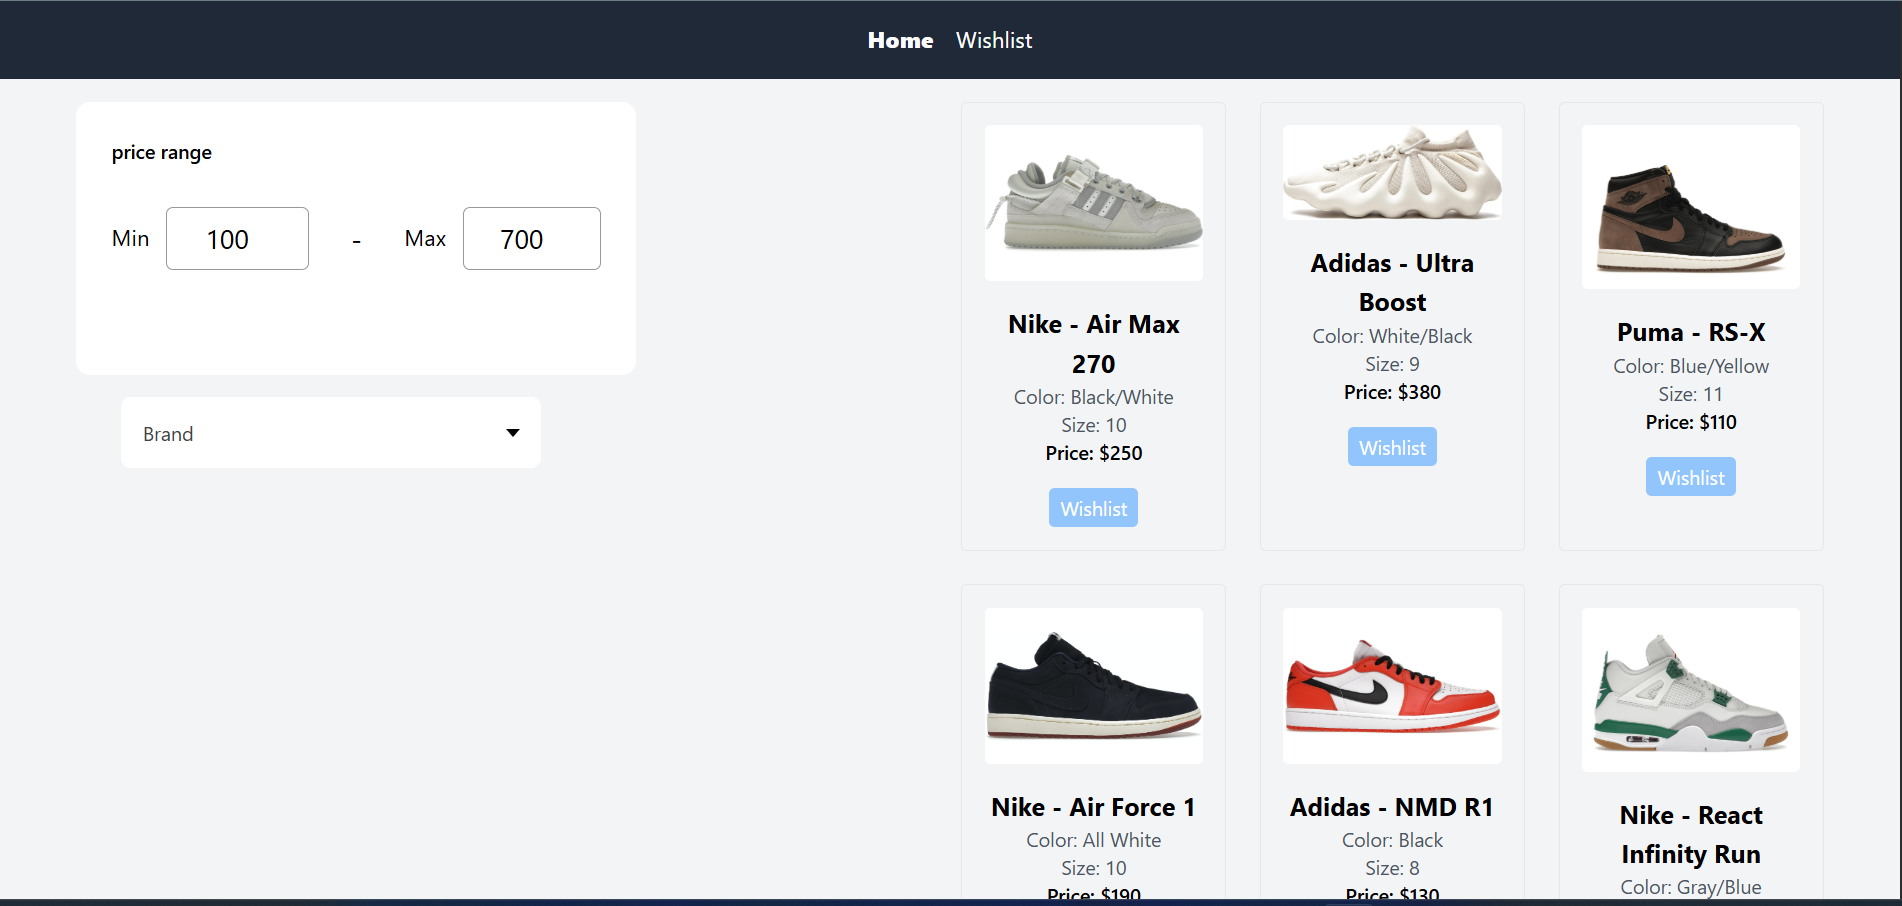 Home Wishlist
price range
Min 100 - Max 700
Brand
Nike - Air Max
270
Color: Black/White
Size: 10
Price: $250
Wishlist
Adidas - Ultra
Boost
Color: White/Black
Size: 9
Price: $380
Wishlist
Puma - RS-X
Color: Blue/Yellow
Size: 11
Price: $110
Wishlist
Nike - Air Force 1
Color: All White
Size: 10
Price: $190
Adidas - NMD R1
Color: Black
Size: 8
Price: $130
Nike - React
Infinity Run
Color: Gray/Blue